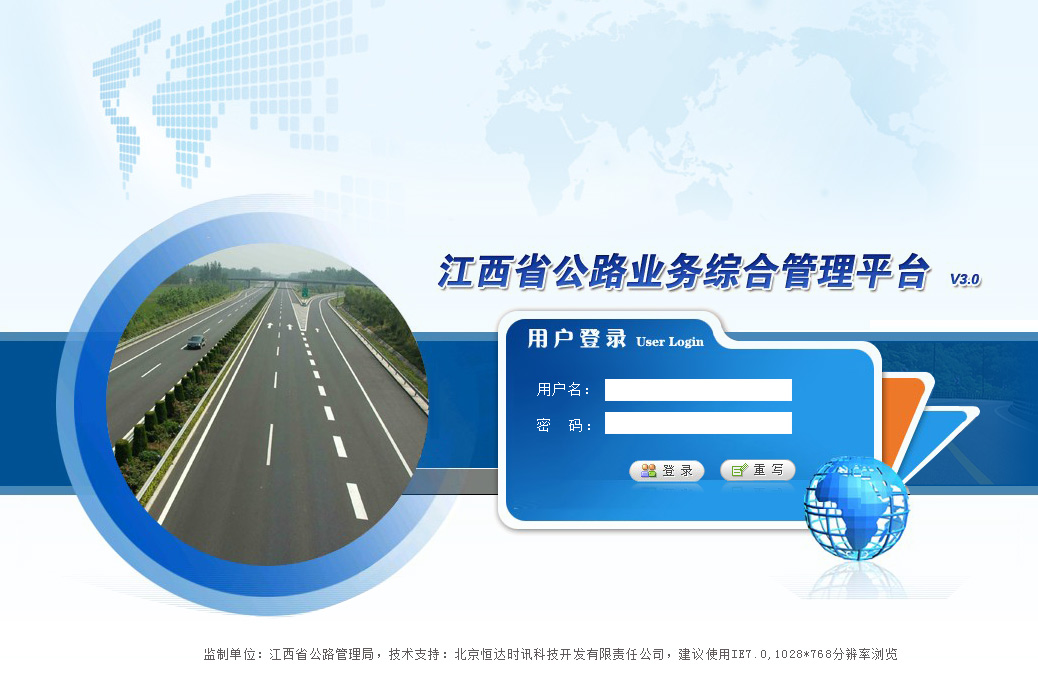 江西省公路业务综合管理平台 V3.0
用户登录 User Login
用户名：
密 码：
登 录 重 写
监制单位：江西省公路管理局，技术支持：北京恒达时讯科技开发有限责任公司，建议使用IE7.0,1028*768分辨率浏览